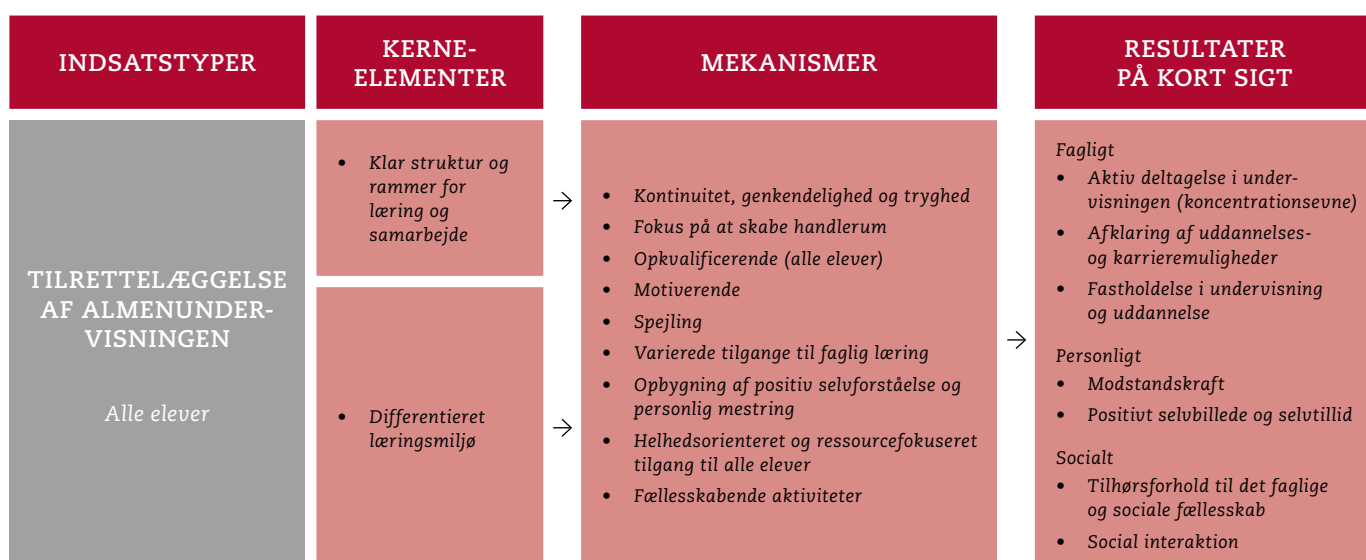 INDSATSTYPER
KERNE-
ELEMENTER
MEKANISMER
RESULTATER
PÅ KORT SIGT
TILRETTELÆGGELSE
AF ALMENUNDER-
VISNINGEN
Alle elever
• Klar struktur og
rammer for
læring og
samarbejde
• Differentieret
læringsmiljø
→
→
• Kontinuitet, genkendelighed og tryghed
• Fokus på at skabe handlerum
• Opkvalificerende (alle elever)
• Motiverende
• Spejling
• Varierede tilgange til faglig læring
• Opbygning af positiv selvforståelse og
personlig mestring
• Helhedsorienteret og ressourcefokuseret
tilgang til alle elever
• Fællesskabende aktiviteter
→
Fagligt
• Aktiv deltagelse i under-
visningen (koncentrationsevne)
• Afklaring af uddannelses-
og karrieremuligheder
• Fastholdelse i undervisning
og uddannelse
Personligt
• Modstandskraft
• Positivt selvbillede og selvtillid
Socialt
• Tilhørsforhold til det faglige
og sociale fællesskab
• Social interaktion